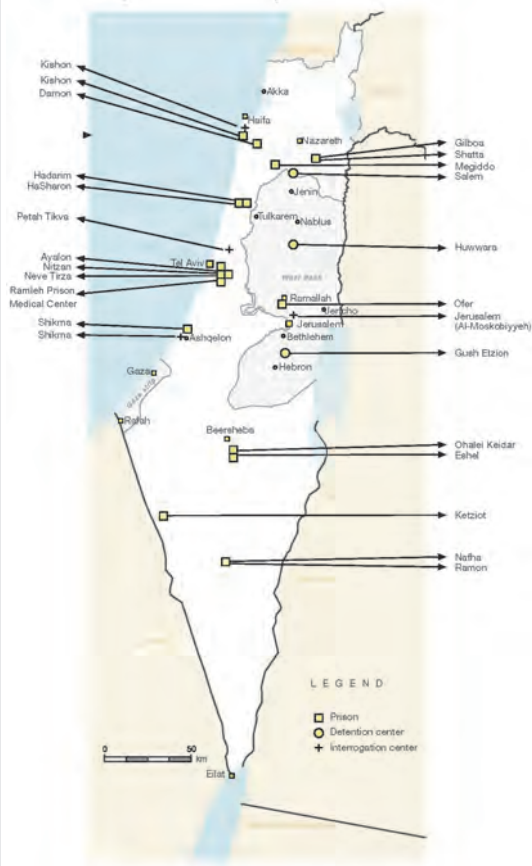 Kishon
Kishon
Damon
Akka
Haifa
Nazareth
Gilboa
Shatta
Megiddo
Salem
Hadarim
HaSharon
Jenin
Tulkarem
Nablus
Petah Tikva
Huwwara
Ayalon
Nitzan
Neve Tirza
Ramleh Prison
Medical Center
Tel Aviv
West Bank
Ramallah
Jericho
Ofer
Jerusalem
Jerusalem
(Al-Moskobiyyeh)
Shikma
Shikma
Ashqelon
Bethlehem
Gush Etzion
Hebron
Gaza
Gaza strip
Rafah
Beersheba
Ohalei Keidar
Eshel
Ketziot
Nafha
Ramon
LEGEND
Prison
Detention center
Interrogation center
0 50
km
Eilat